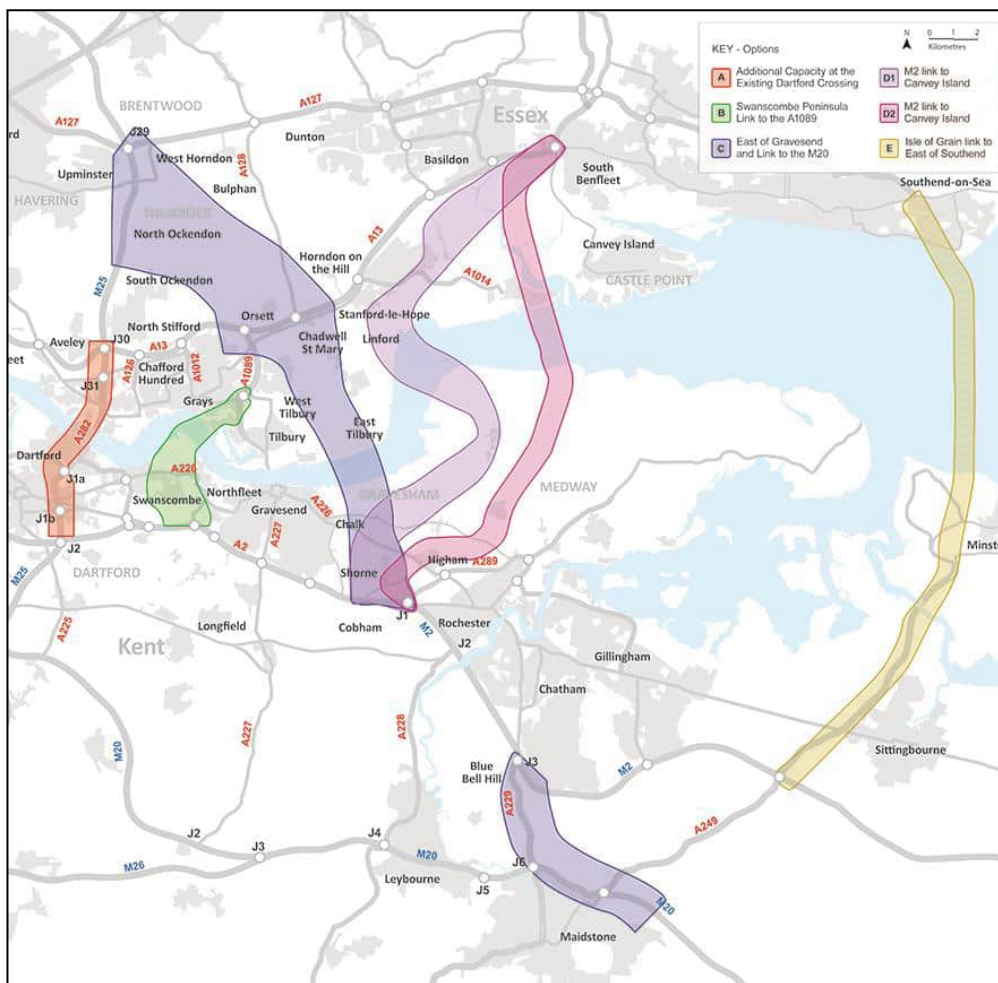 KEY - Options
N
0 1 2
Kilometres
A Additional Capacity at the
Existing Dartford Crossing
B Swanscombe Peninsula
Link to the A1089
C East of Gravesend
and Link to the M20
D1 M2 link to
Canvey Island
D2 M2 link to
Canvey Island
E Isle of Grain link to
East of Southend
A127
BRENTWOOD
A127
Essex
A127
J29
Dunton
West Horndon
A128
Basildon
Upminster
Bulphan
South
Benfleet
Southend-on-Sea
HAVERING
North Ockendon
Canvey Island
A13
Horndon on
the Hill
CASTLE POINT
M25
South Ockendon
A1014
Stanford-le-Hope
North Stifford
Orsett
Linford
Aveley
J30
A13
Chadwell
St Mary
eet
J31
A126
Chafford
Hundred
A1012
A1089
Grays
West
Tilbury
East
Tilbury
A282
Tilbury
Dartford
J1a
A226
Swanscombe
Northfleet
GRAVESHAM
MEDWAY
J1b
Gravesend
A226
Chalk
J2
A2
A227
Higham
A289
Minst
M25
DARTFORD
Shorne
A225
Longfield
Cobham
J1
M2
Rochester
Kent
J2
Gillingham
Chatham
A228
A227
Sittingbourne
M20
Blue
Bell Hill
J3
M2
A229
J2
J3
J4
A249
M26
M20
J6
Leybourne
J5
M20
Maidstone